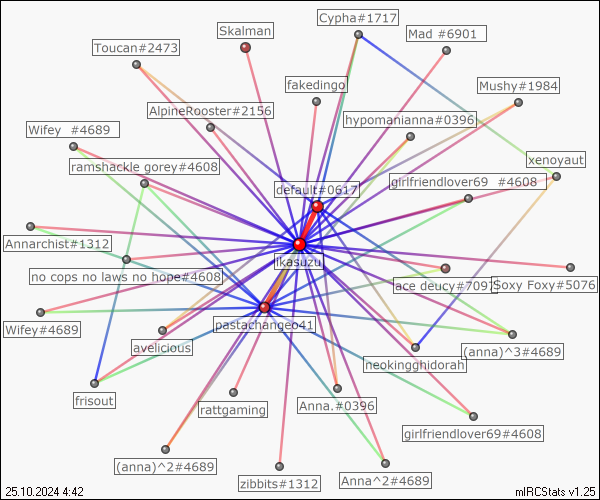 Cypha#1717
Skalman
Mad #6901
Toucan#2473
fakedingo
Mushy#1984
AlpineRooster#2156
hypomanianna#0396
Wifey #4689
xenoyaut
ramshackle gorey#4608
default#0617
girlfriendlover69 #4608
Annarchist#1312
ikasuzu
no cops no laws no hope#4608
ace deucy#7097
Soxy Foxy#5076
Wifey#4689
pastachangeo41
avelicious
(anna)^3#4689
neokingghidorah
frisout
rattgaming
Anna.#0396
girlfriendlover69#4608
(anna)^2#4689
zibbits#1312
Anna^2#4689
25.10.2024 4:42
mIRCStats v1.25